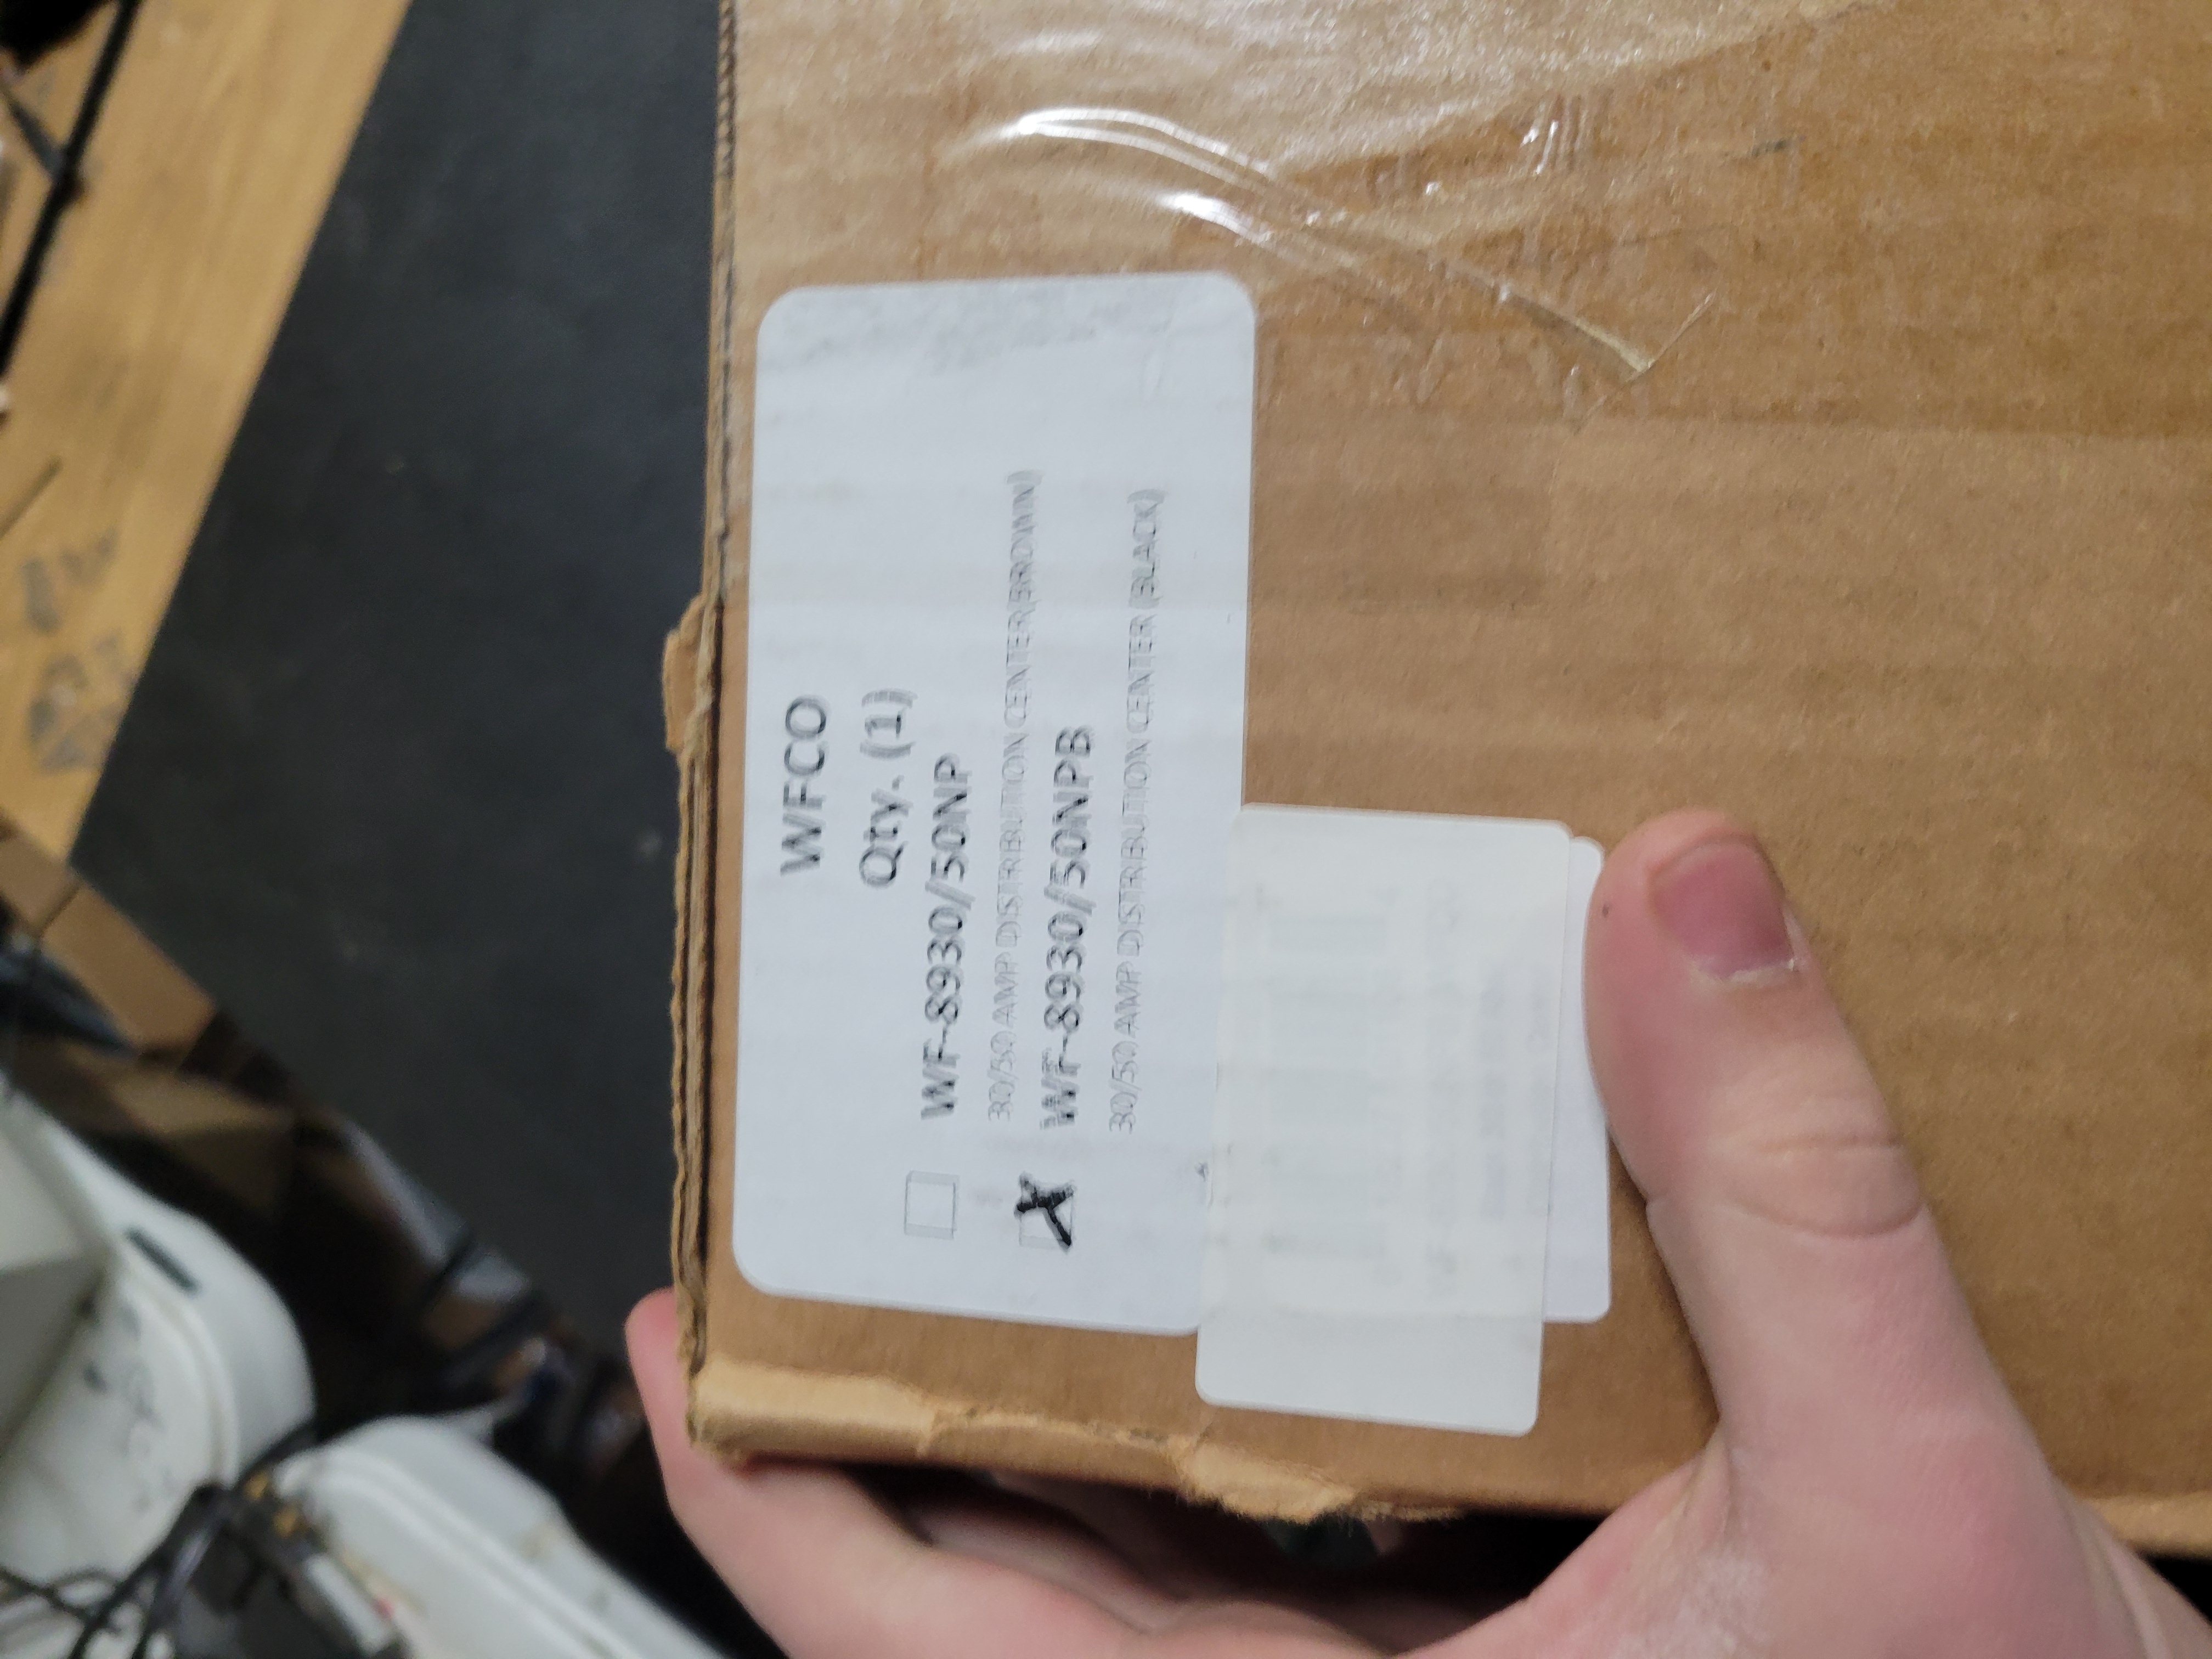 WFCO
Qty. (1)
WF-8930/50NP
30/50 AMP DISTRIBUTION CENTER(BROWN)
X WF-8930/50NPB
30/50 AMP DISTRIBUTION CENTER (BLACK)